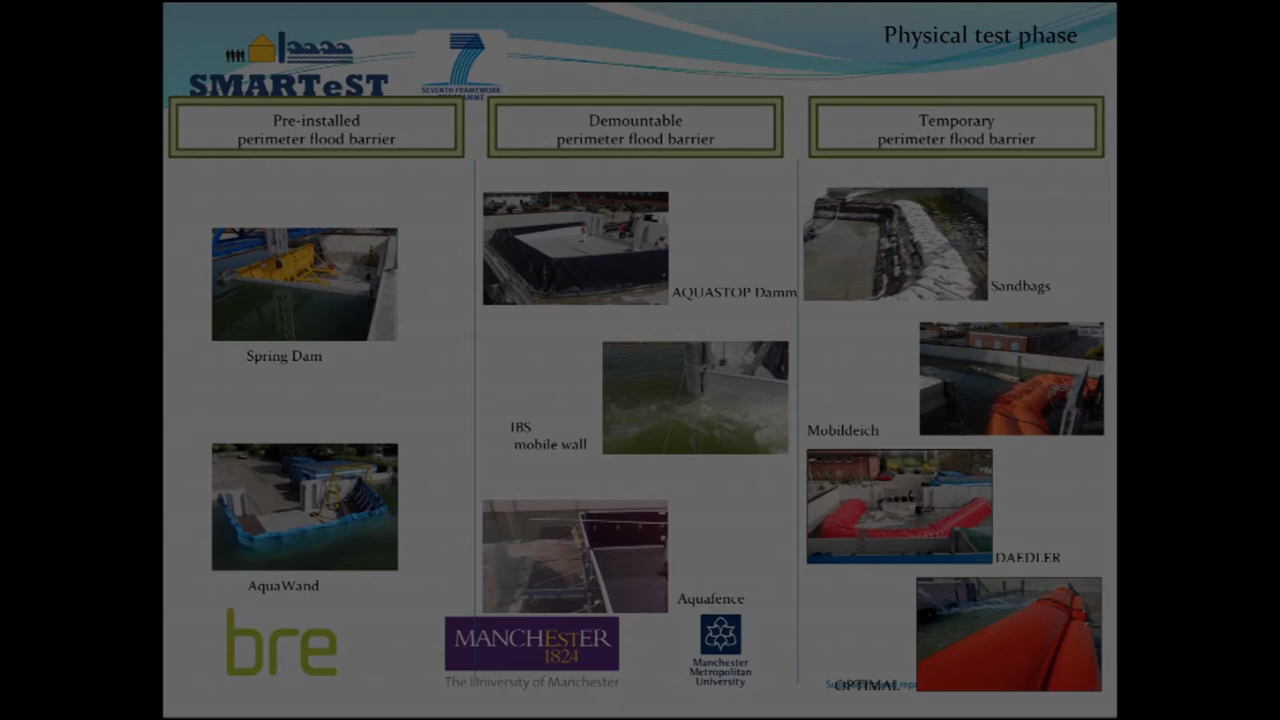 Physical test phase
SMARTeST
7
SEVENTH FRAMEWORK
PROGRAMME
Pre-installed
perimeter flood barrier
Demountable
perimeter flood barrier
Temporary
perimeter flood barrier
Spring Dam
AquaWand
AQUASTOP Damm
IBS
mobile wall
Aquafence
Sandbags
Mobildeich
DAEDLER
OPTIMAL
bre
MANCHESTER
1824
The University of Manchester
Manchester
Metropolitan
University